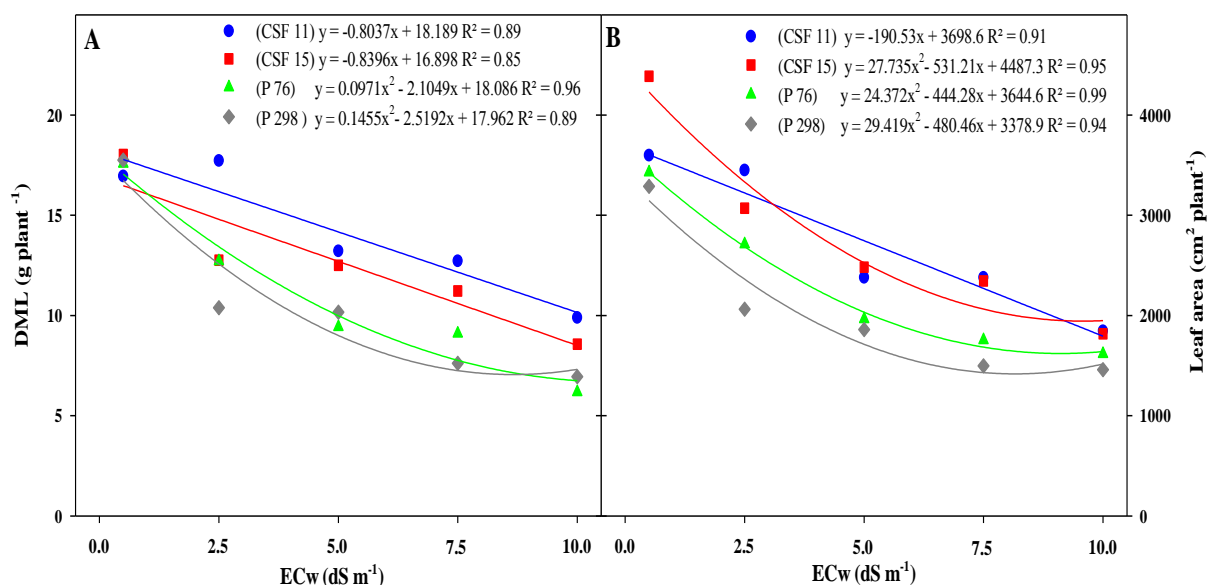 A
(CSF 11) y = -0.8037x + 18.189 R² = 0.89
(CSF 15) y = -0.8396x + 16.898 R² = 0.85
(P 76) y = 0.0971x² - 2.1049x + 18.086 R² = 0.96
(P 298 ) y = 0.1455x² - 2.5192x + 17.962 R² = 0.89
DML (g plant ⁻¹)
20
15
10
5
0
0.0 2.5 5.0 7.5 10.0
ECw (dS m⁻¹)
B
(CSF 11) y = -190.53x + 3698.6 R² = 0.91
(CSF 15) y = 27.735x² - 531.21x + 4487.3 R² = 0.95
(P 76) y = 24.372x² - 444.28x + 3644.6 R² = 0.99
(P 298) y = 29.419x² - 480.46x + 3378.9 R² = 0.94
4000
3000
2000
1000
0
Leaf area (cm² plant⁻¹)
0.0 2.5 5.0 7.5 10.0
ECw (dS m⁻¹)